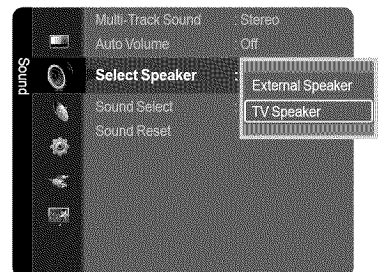 Sound
Multi-Track Sound : Stereo
Auto Volume : Off
Select Speaker :
External Speaker
TV Speaker
Sound Select :
Sound Reset